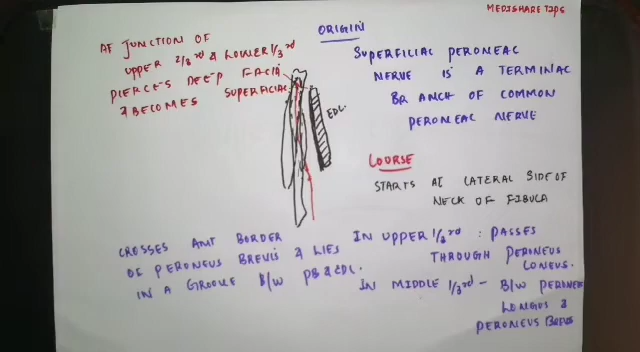 MEDISHARE TIPS
ORIGIN
SUPERFICIAL PERONEAL
NERVE IS A TERMINAL
BRANCH OF COMMON
PERONEAL NERVE
AT JUNCTION OF
UPPER 2/3rd & LOWER 1/3rd
PIERCES DEEP FACIA
& BECOMES SUPERFICIAL
EDL
COURSE
STARTS AT LATERAL SIDE OF
NECK OF FIBULA
IN UPPER 1/3rd : PASSES
THROUGH PERONEUS
LONGUS.
IN MIDDLE 1/3rd - B/W PERONEUS
LONGUS &
PERONEUS BREVIS
CROSSES ANT BORDER
OF PERONEUS BREVIS & LIES
IN A GROOVE B/W PB & EDL.